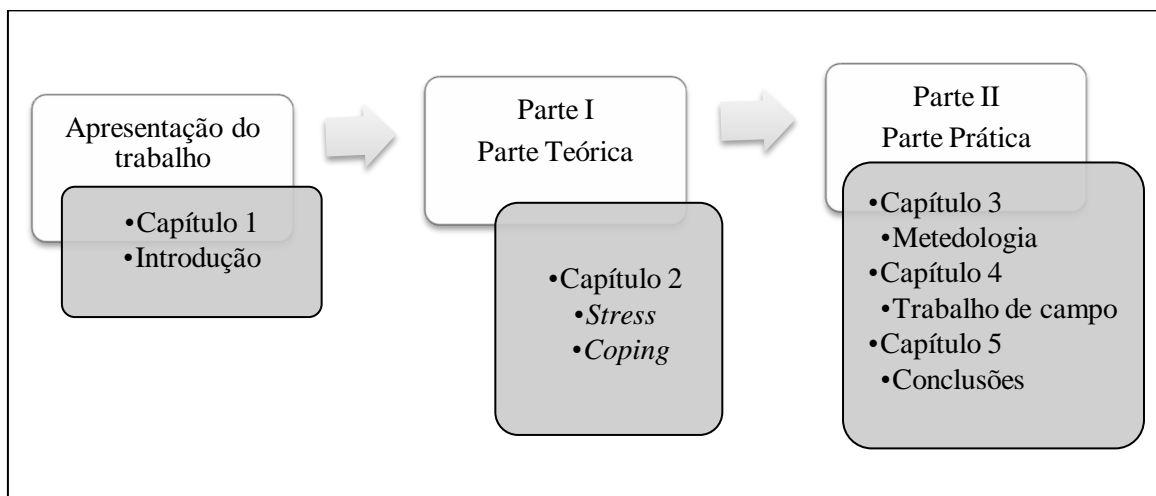 Apresentação do
trabalho
•Capítulo 1
•Introdução
Parte I
Parte Teórica
•Capítulo 2
•Stress
•Coping
Parte II
Parte Prática
•Capítulo 3
•Metedologia
•Capítulo 4
•Trabalho de campo
•Capítulo 5
•Conclusões